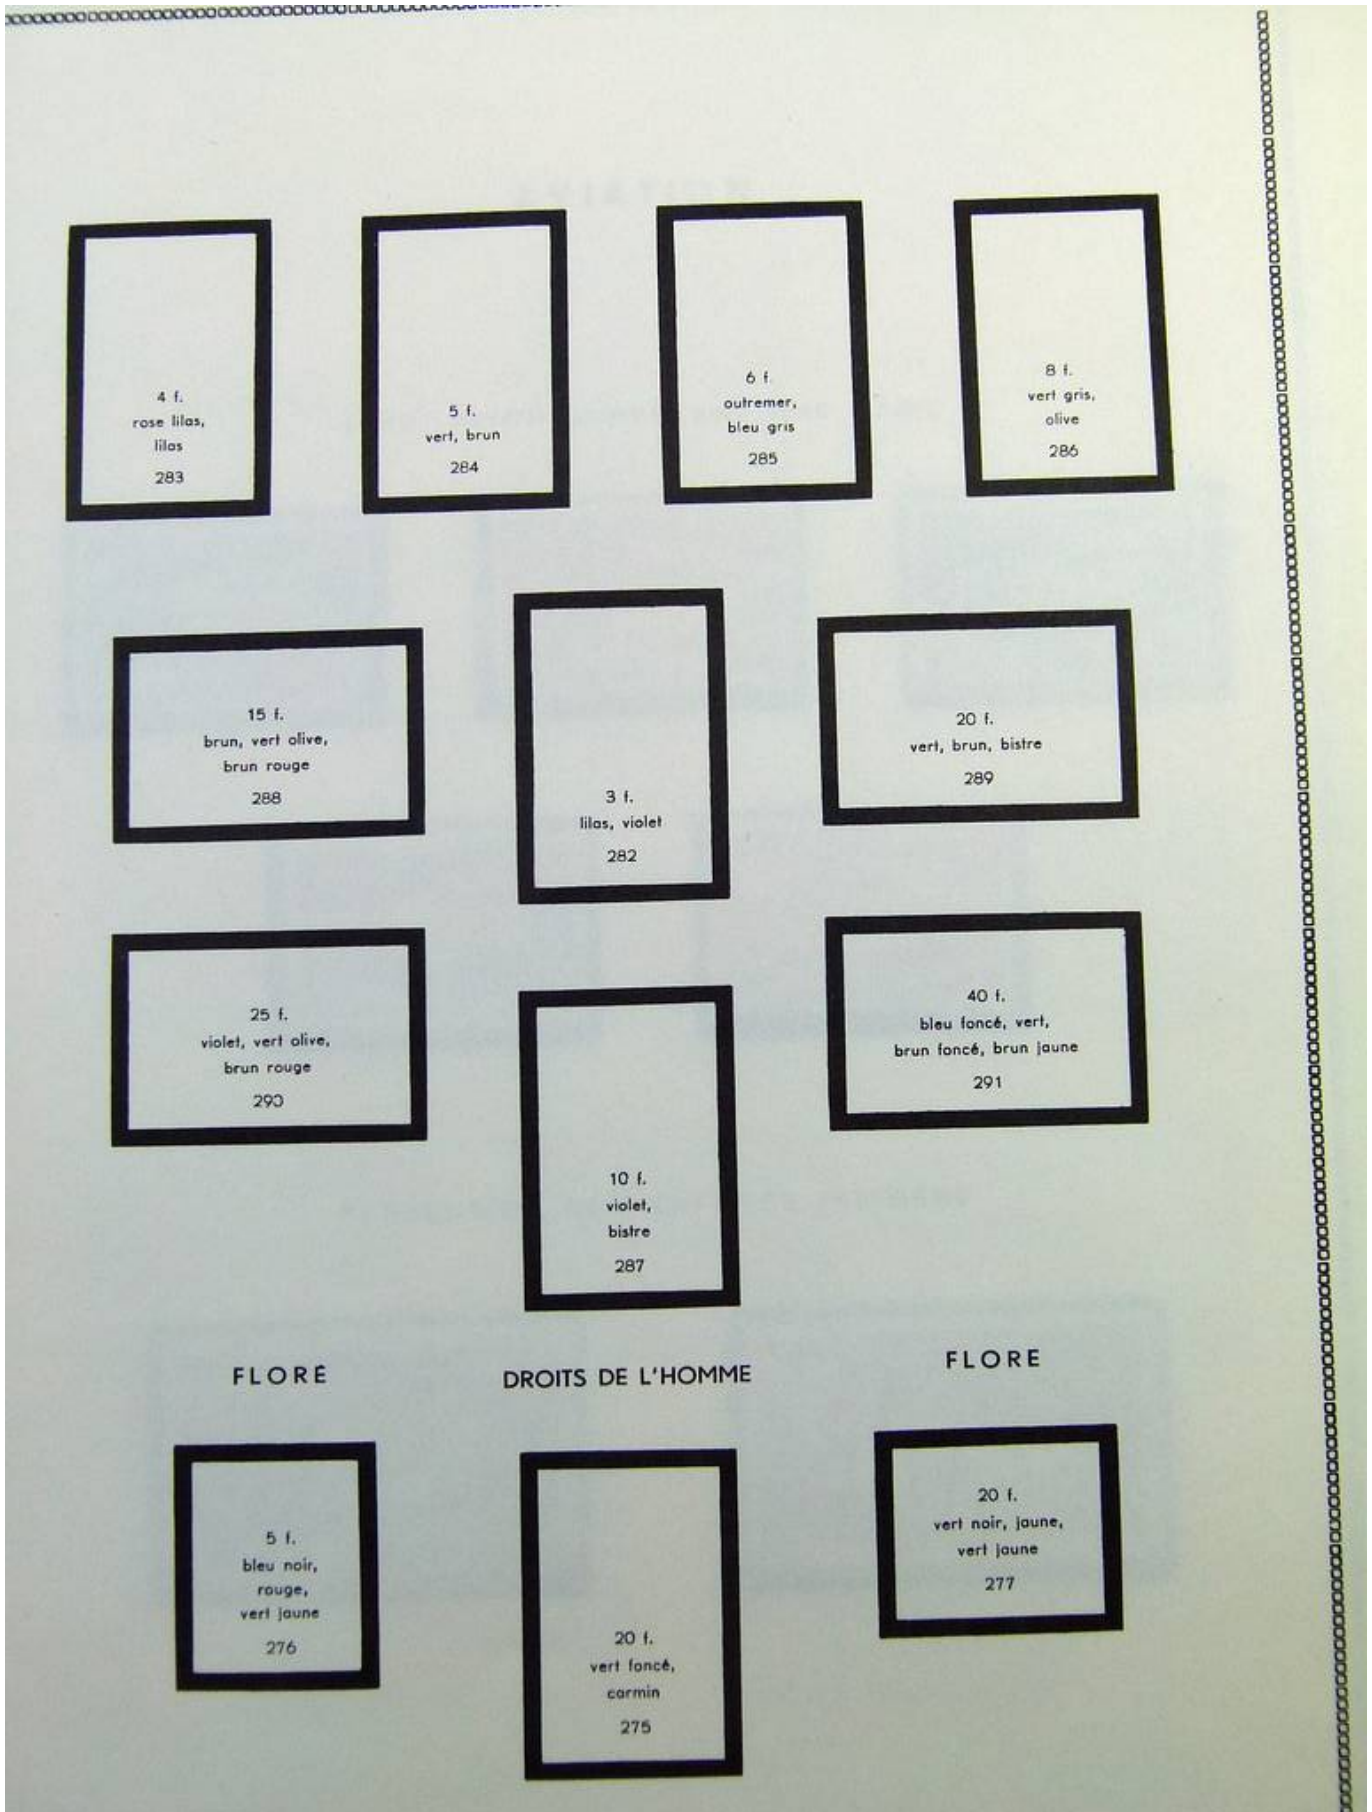 4 f.
rose lilas,
lilas
283
5 f.
vert, brun
284
6 f.
outremer,
bleu gris
285
8 f.
vert gris,
olive
286
15 f.
brun, vert olive,
brun rouge
288
3 f.
lilas, violet
282
20 f.
vert, brun, bistre
289
25 f.
violet, vert olive,
brun rouge
290
10 f.
violet,
bistre
287
40 f.
bleu foncé, vert,
brun foncé, brun jaune
291
FLORE
5 f.
bleu noir,
rouge,
vert jaune
276
DROITS DE L'HOMME
20 f.
vert foncé,
carmin
275
FLORE
20 f.
vert noir, jaune,
vert jaune
277